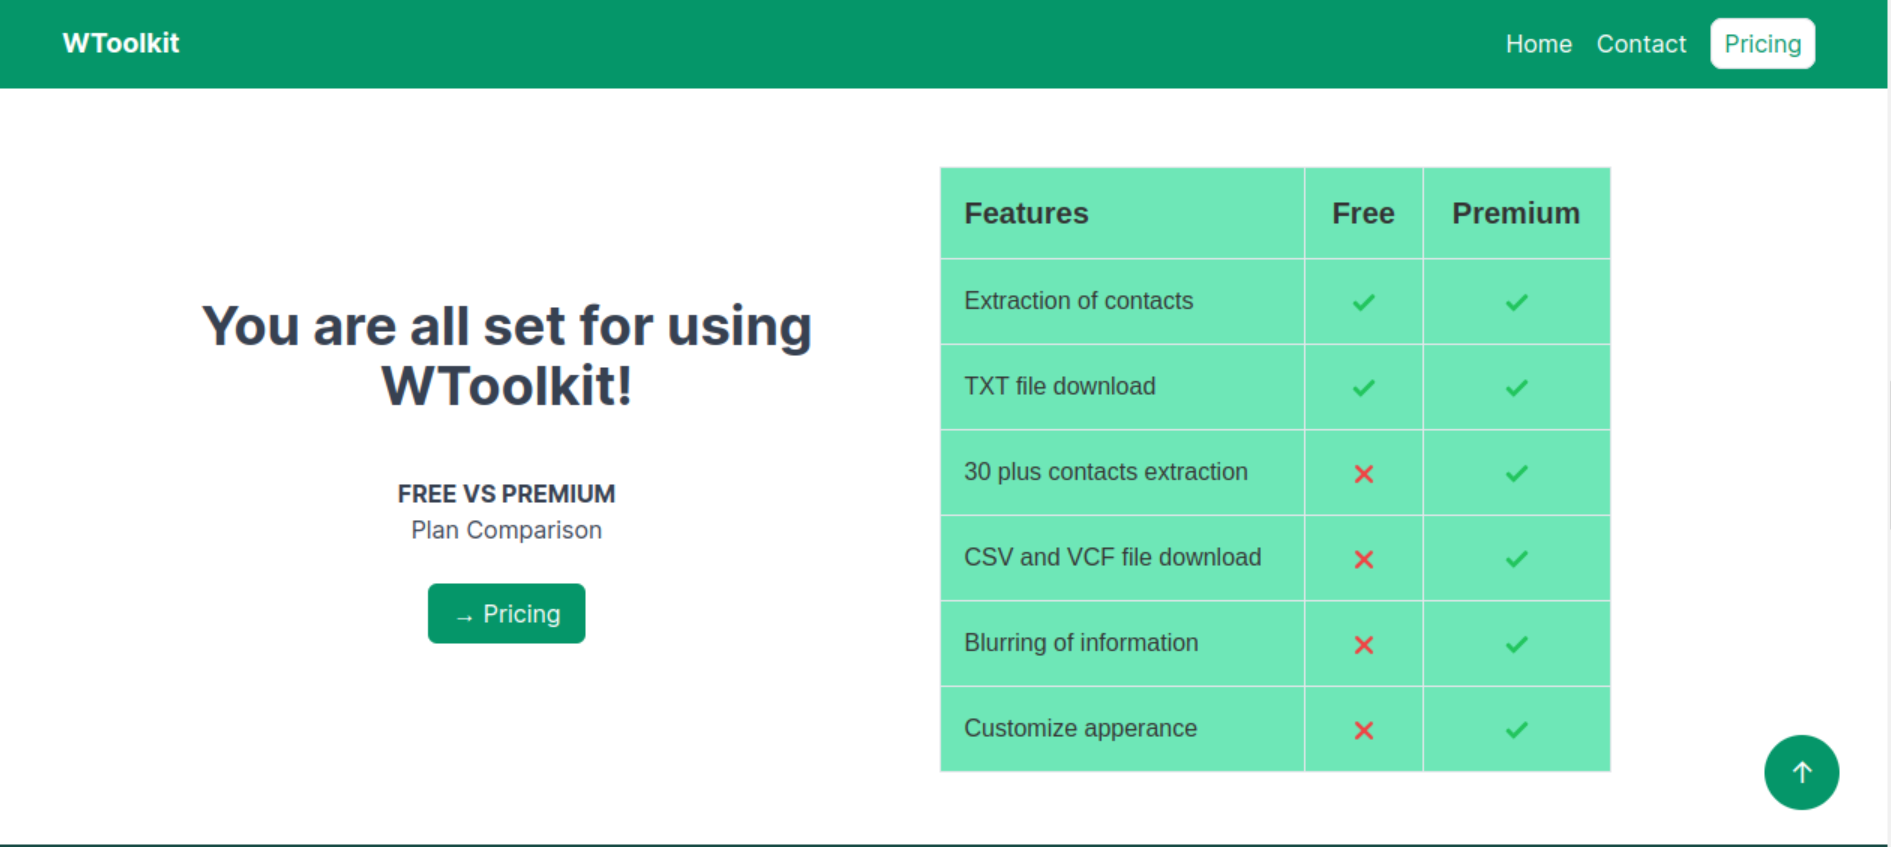 WToolkit
Home Contact Pricing
You are all set for using
WToolkit!
FREE VS PREMIUM
Plan Comparison
→ Pricing
Features Free Premium
Extraction of contacts ✓ ✓
TXT file download ✓ ✓
30 plus contacts extraction ✗ ✓
CSV and VCF file download ✗ ✓
Blurring of information ✗ ✓
Customize apperance ✗ ✓
↑